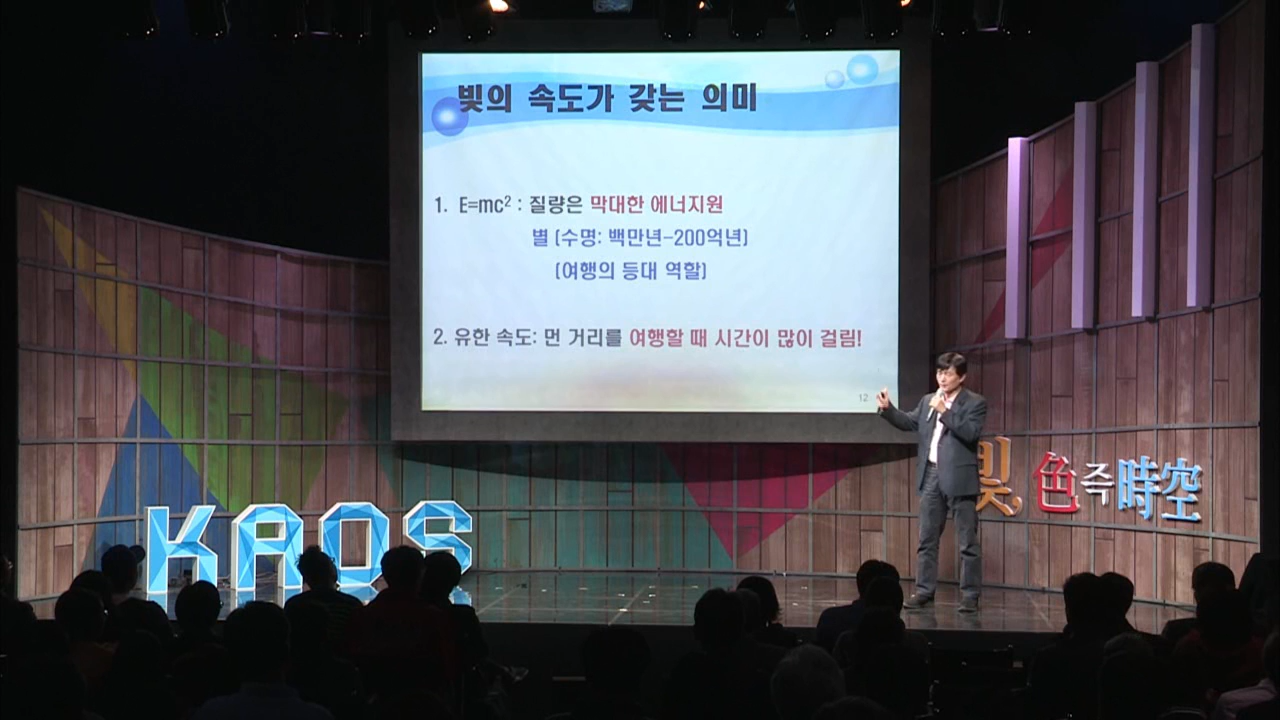 빛의 속도가 갖는 의미
1. E=mc² : 질량은 막대한 에너지원
별 (수명: 백만년-200억년)
(여행의 등대 역할)
2. 유한 속도: 먼 거리를 여행할 때 시간이 많이 걸림!
12
빛, 色즉時空
KAOS